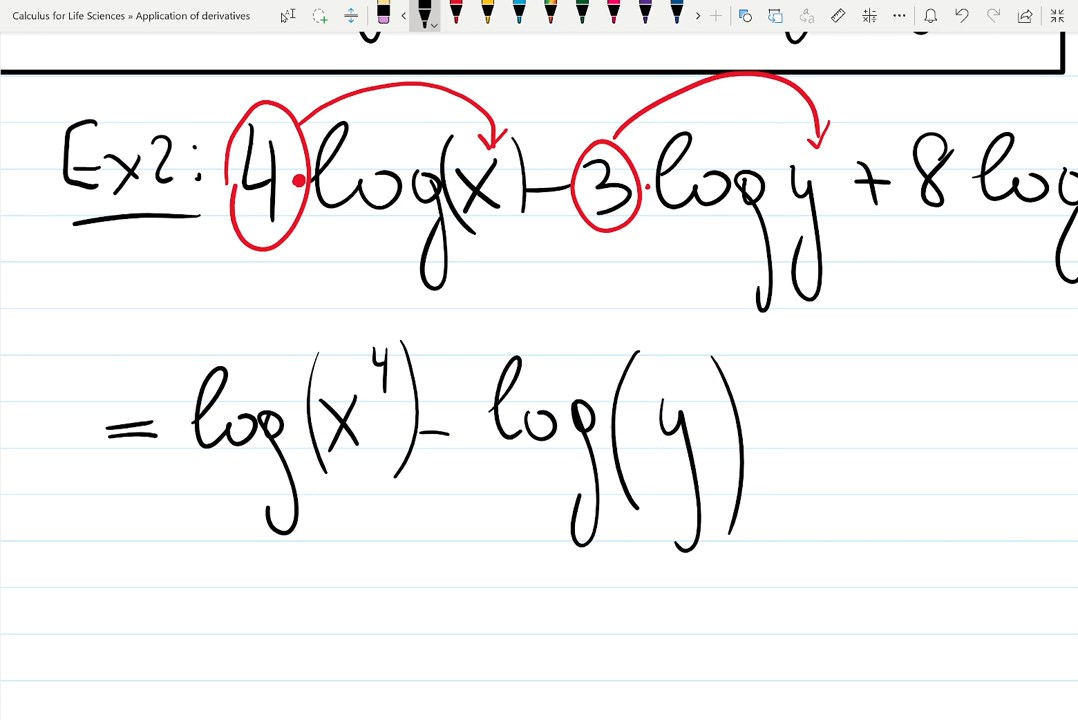 Calculus for Life Sciences » Application of derivatives
Ex2: 4·log(x) - 3·log y + 8 log
= log(x⁴) - log(y)